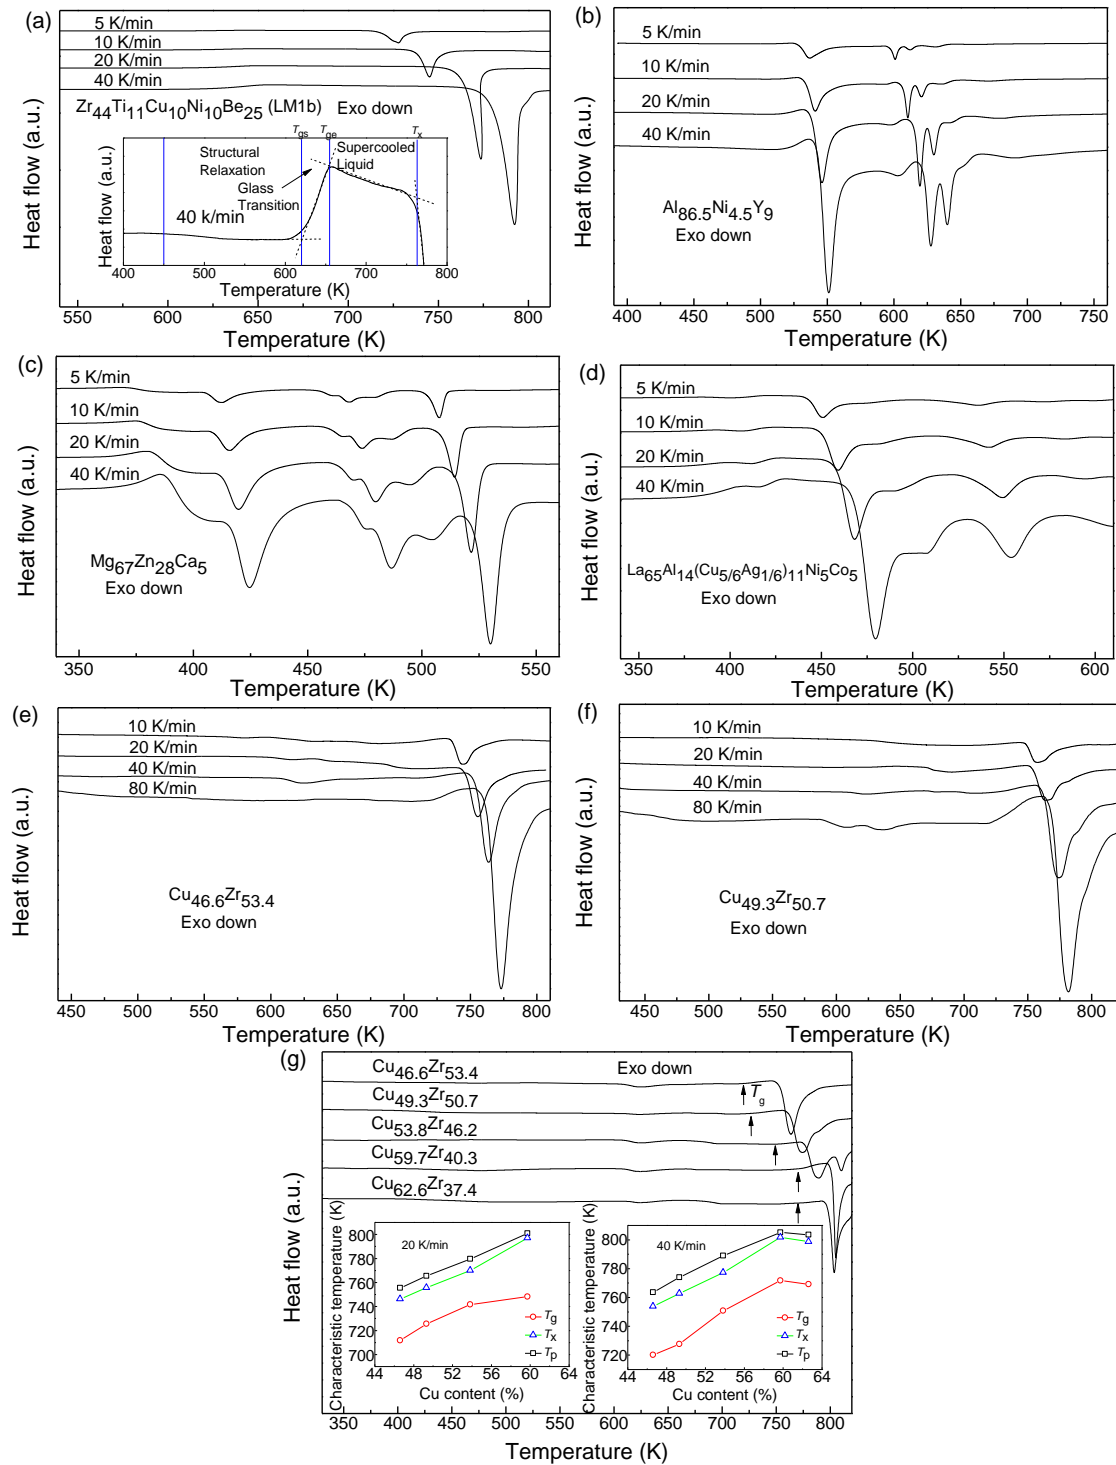 (a)
5 K/min
10 K/min
20 K/min
40 K/min
Zr44Ti11Cu10Ni10Be25 (LM1b) Exo down
Tgs Tge Tx
Structural
Relaxation
Supercooled
Liquid
Glass
Transition
40 k/min
Heat flow (a.u.)
400 500 600 700 800
Temperature (K)
Heat flow (a.u.)
550 600 650 700 750 800
Temperature (K)
(b)
5 K/min
10 K/min
20 K/min
40 K/min
Al86.5Ni4.5Y9
Exo down
Heat flow (a.u.)
400 450 500 550 600 650 700 750
Temperature (K)
(c)
5 K/min
10 K/min
20 K/min
40 K/min
Mg67Zn28Ca5
Exo down
Heat flow (a.u.)
350 400 450 500 550
Temperature (K)
(d)
5 K/min
10 K/min
20 K/min
40 K/min
La65Al14(Cu5/6Ag1/6)11Ni5Co5
Exo down
Heat flow (a.u.)
350 400 450 500 550 600
Temperature (K)
(e)
10 K/min
20 K/min
40 K/min
80 K/min
Cu46.6Zr53.4
Exo down
Heat flow (a.u.)
450 500 550 600 650 700 750 800
Temperature (K)
(f)
10 K/min
20 K/min
40 K/min
80 K/min
Cu49.3Zr50.7
Exo down
Heat flow (a.u.)
450 500 550 600 650 700 750 800
Temperature (K)
(g)
Cu46.6Zr53.4 Exo down
Tg
Cu49.3Zr50.7
Cu53.8Zr46.2
Cu59.7Zr40.3
Cu62.6Zr37.4
Heat flow (a.u.)
Characteristic temperature (K)
800
780
760
740
720
700
20 K/min
Tg
Tx
Tp
44 48 52 56 60 64
Cu content (%)
Characteristic temperature (K)
800
780
760
740
720
40 K/min
Tg
Tx
Tp
44 48 52 56 60 64
Cu content (%)
350 400 450 500 550 600 650 700 750 800
Temperature (K)